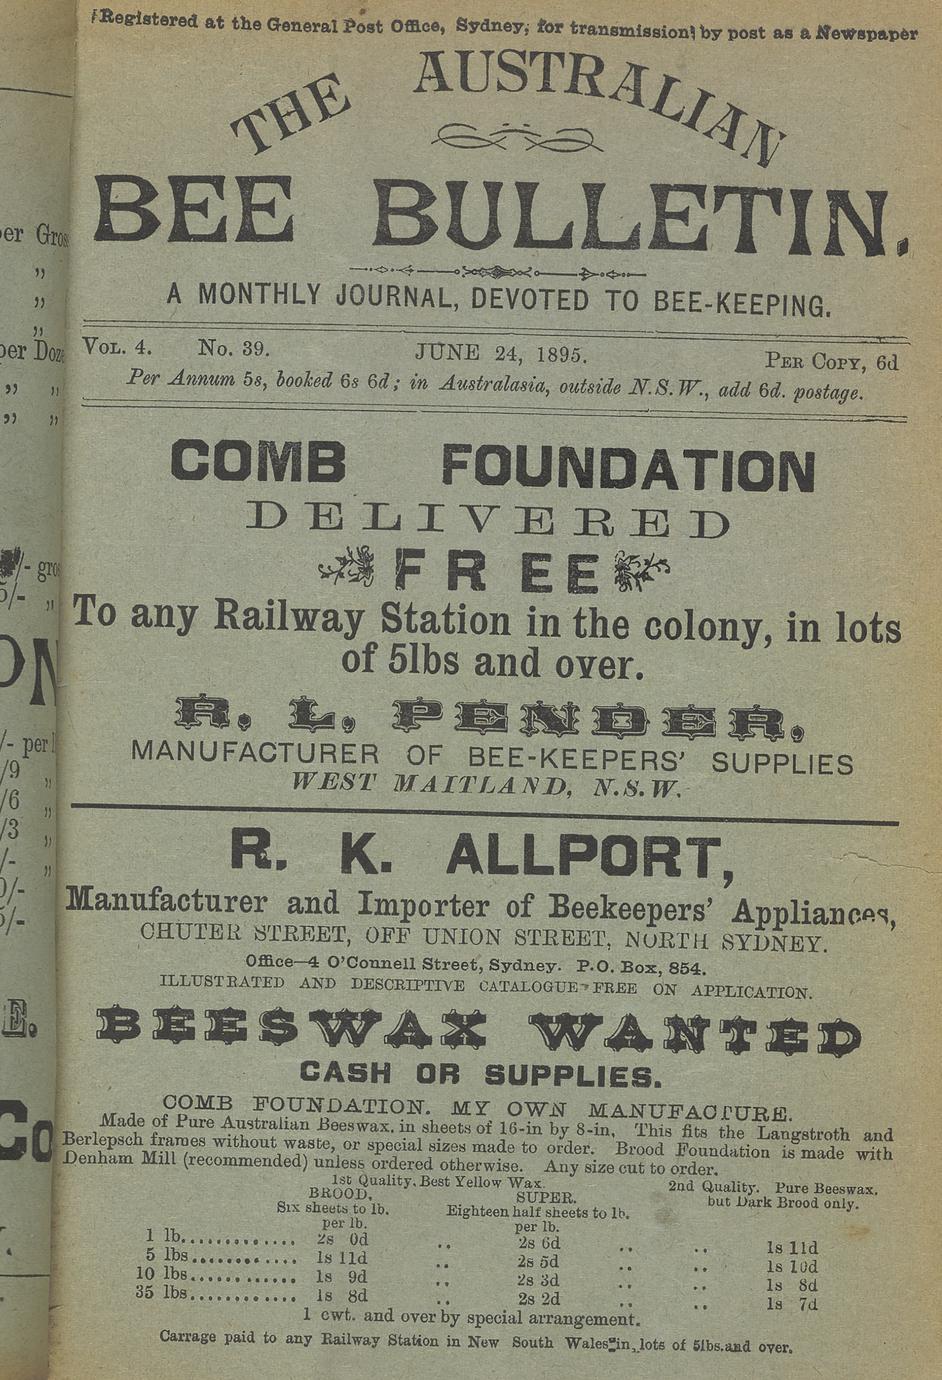 Registered at the General Post Office, Sydney, for transmission by post as a Newspaper
THE AUSTRALIAN
BEE BULLETIN.
A MONTHLY JOURNAL, DEVOTED TO BEE-KEEPING.
VOL. 4. No. 39. JUNE 24, 1895. PER COPY, 6d
Per Annum 5s, booked 6s 6d; in Australasia, outside N.S.W., add 6d. postage.
COMB FOUNDATION
DELIVERED
FREE
To any Railway Station in the colony, in lots
of 5lbs and over.
R. L. PENDER.
MANUFACTURER OF BEE-KEEPERS' SUPPLIES
WEST MAITLAND, N.S.W.
R. K. ALLPORT,
Manufacturer and Importer of Beekeepers' Appliances,
CHUTER STREET, OFF UNION STREET, NORTH SYDNEY.
Office—4 O'Connell Street, Sydney. P.O. Box, 854.
ILLUSTRATED AND DESCRIPTIVE CATALOGUE FREE ON APPLICATION.
BEESWAX WANTED
CASH OR SUPPLIES.
COMB FOUNDATION. MY OWN MANUFACTURE.
Made of Pure Australian Beeswax, in sheets of 16-in by 8-in. This fits the Langstroth and
Berlepsch frames without waste, or special sizes made to order. Brood Foundation is made with
Denham Mill (recommended) unless ordered otherwise. Any size cut to order.
1st Quality. Best Yellow Wax. 2nd Quality. Pure Beeswax,
BROOD, SUPER. but Dark Brood only.
Six sheets to lb. Eighteen half sheets to lb.
per lb. per lb.
1 lb............. 2s 0d .. 2s 6d .. .. 1s 11d
5 lbs............ 1s 11d .. 2s 5d .. .. 1s 10d
10 lbs............ 1s 9d .. 2s 3d .. .. 1s 8d
35 lbs............ 1s 8d .. 2s 2d .. .. 1s 7d
1 cwt. and over by special arrangement.
Carrage paid to any Railway Station in New South Wales in lots of 5lbs.and over.